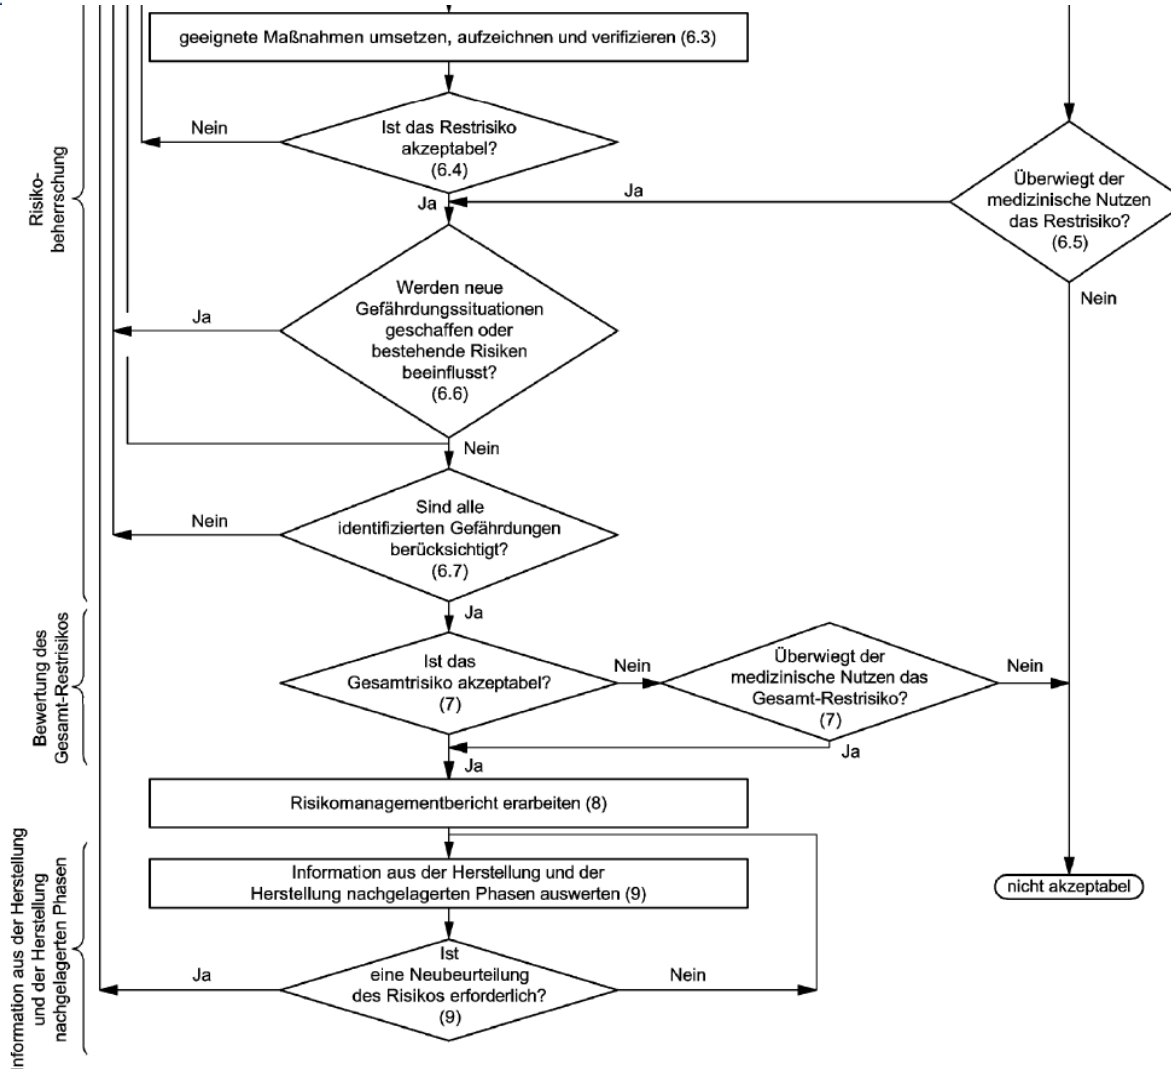 geeignete Maßnahmen umsetzen, aufzeichnen und verifizieren (6.3)
Nein
Ist das Restrisiko
akzeptabel?
(6.4)
Ja
Ja
Überwiegt der
medizinische Nutzen
das Restrisiko?
(6.5)
Nein
Risiko-
beherrschung
Werden neue
Gefährdungssituationen
geschaffen oder
bestehende Risiken
beeinflusst?
(6.6)
Ja
Nein
Sind alle
identifizierten Gefährdungen
berücksichtigt?
(6.7)
Nein
Ja
Bewertung des
Gesamt-Restrisikos
Ist das
Gesamtrisiko akzeptabel?
(7)
Nein
Überwiegt der
medizinische Nutzen das
Gesamt-Restrisiko?
(7)
Nein
Ja
Ja
Risikomanagementbericht erarbeiten (8)
Information aus der Herstellung
und der Herstellung
nachgelagerten Phasen
Information aus der Herstellung und der
Herstellung nachgelagerten Phasen auswerten (9)
nicht akzeptabel
Ist
eine Neubeurteilung
des Risikos erforderlich?
(9)
Ja
Nein